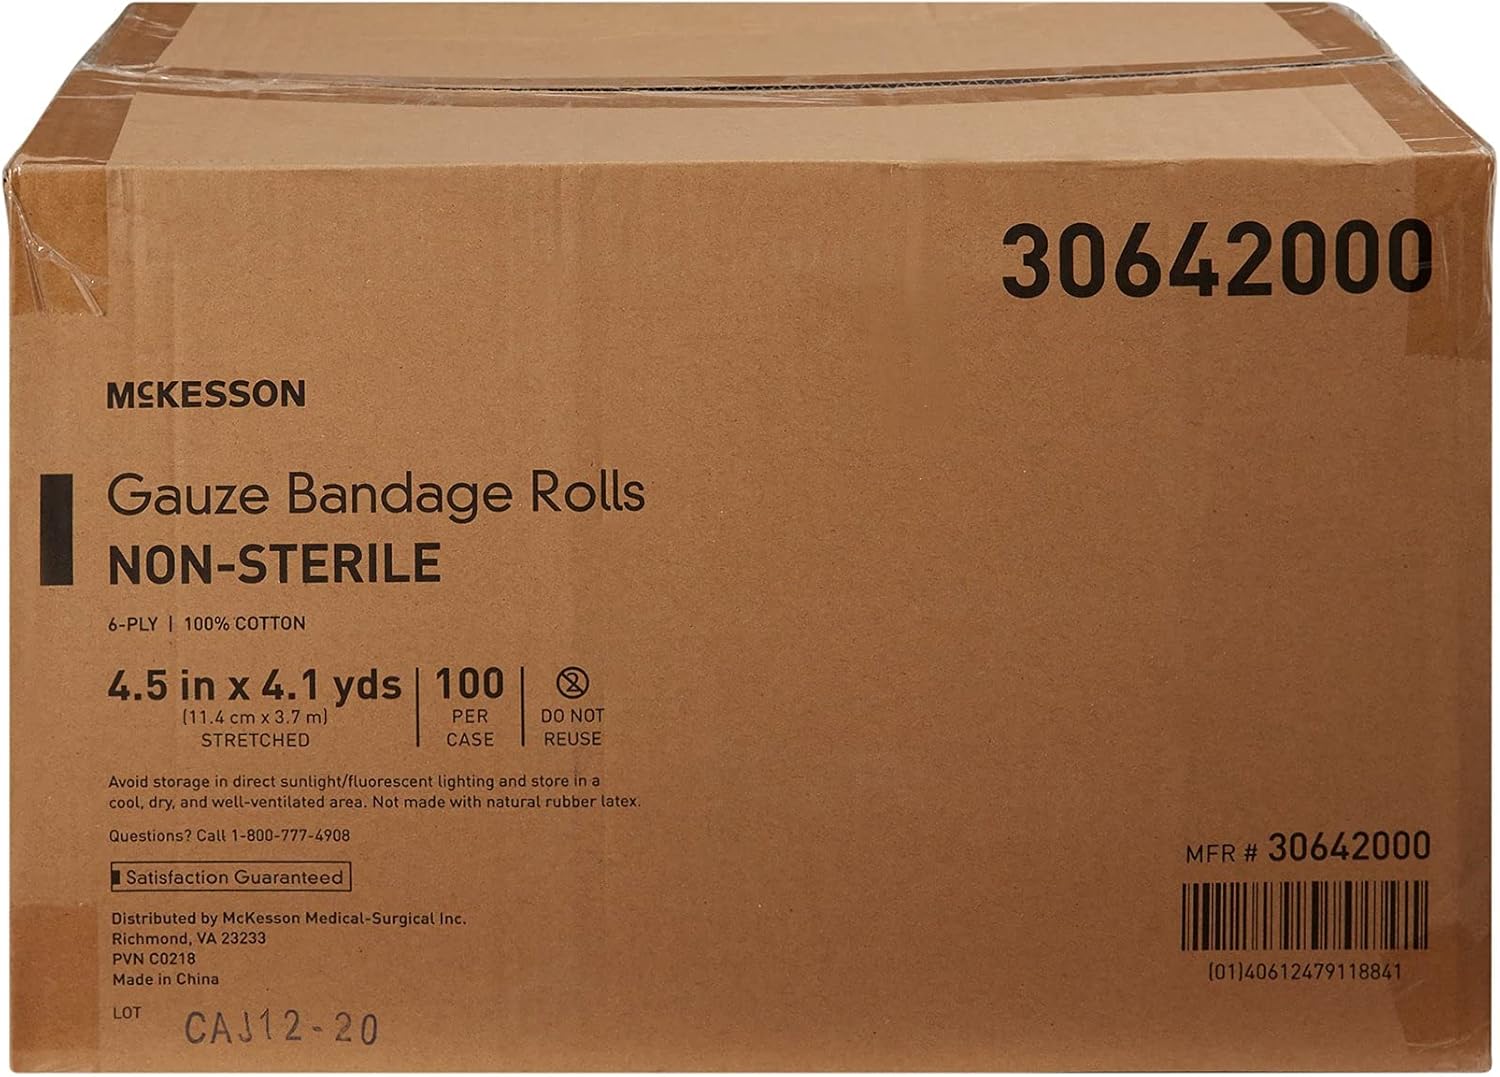 30642000
McKESSON
Gauze Bandage Rolls
NON-STERILE
6-PLY | 100% COTTON
4.5 in x 4.1 yds
(11.4 cm x 3.7 m)
STRETCHED
100
PER
CASE
2
DO NOT
REUSE
Avoid storage in direct sunlight/fluorescent lighting and store in a
cool, dry, and well-ventilated area. Not made with natural rubber latex.
Questions? Call 1-800-777-4908
Satisfaction Guaranteed
Distributed by McKesson Medical-Surgical Inc.
Richmond, VA 23233
PVN C0218
Made in China
LOT CAJ12-20
MFR # 30642000
(01)40612479118841